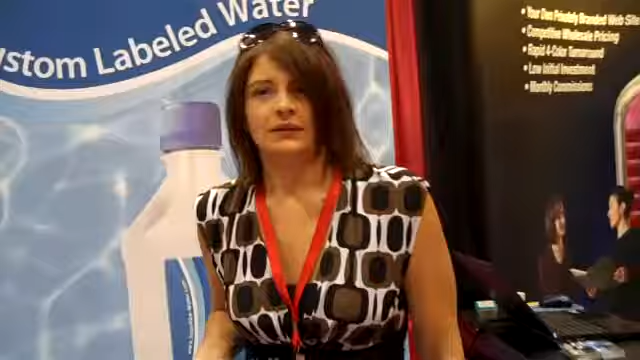 ustom Labeled Water
• Your Own Privately Branded Web Site
• Competitive Wholesale Pricing
• Rapid 4-Color Turnaround
• Low Initial Investment
• Monthly Commissions